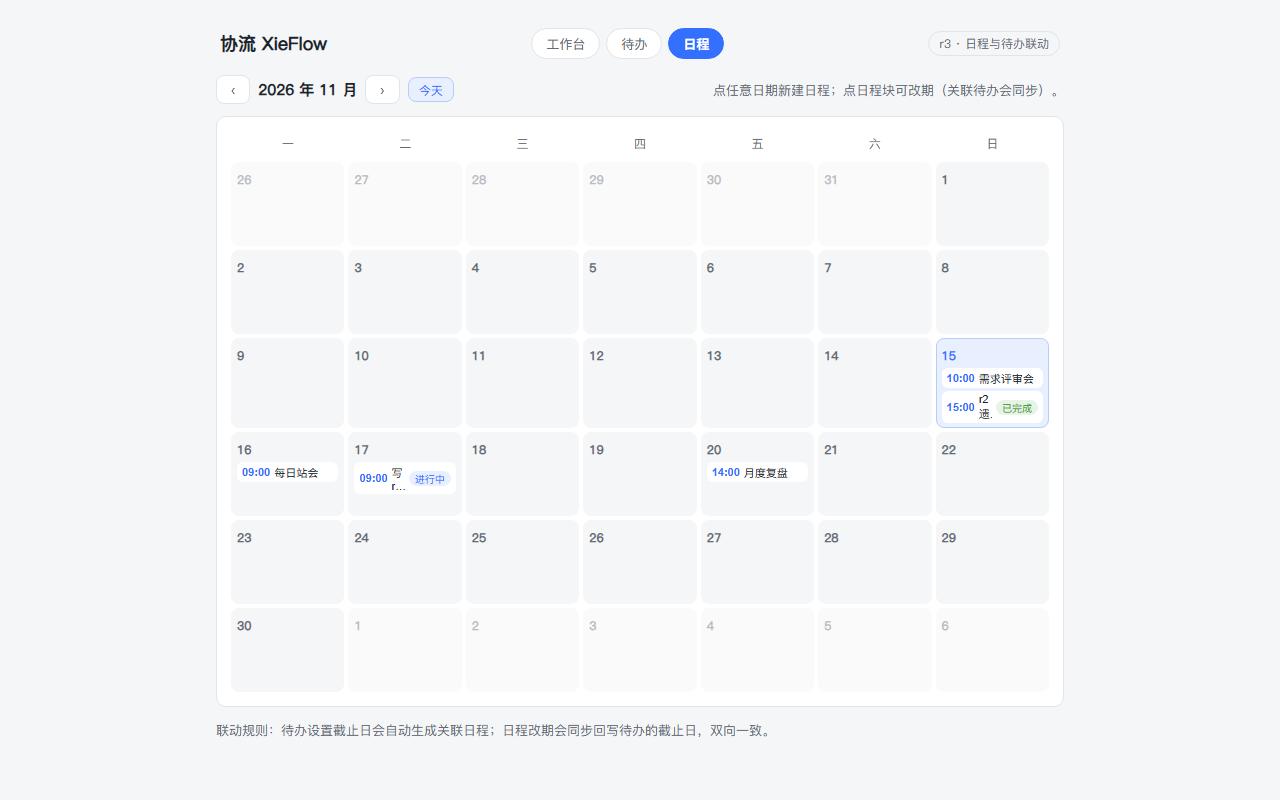 协流 XieFlow
工作台 待办 日程
r3 · 日程与待办联动
‹ 2026 年 11 月 › 今天
点任意日期新建日程；点日程块可改期（关联待办会同步）。
一 二 三 四 五 六 日
26 27 28 29 30 31 1
2 3 4 5 6 7 8
9 10 11 12 13 14 15
10:00 需求评审会
15:00 r2 遗. 已完成
16 17 18 19 20 21 22
09:00 每日站会
09:00 写 r… 进行中
14:00 月度复盘
23 24 25 26 27 28 29
30 1 2 3 4 5 6
联动规则：待办设置截止日会自动生成关联日程；日程改期会同步回写待办的截止日，双向一致。